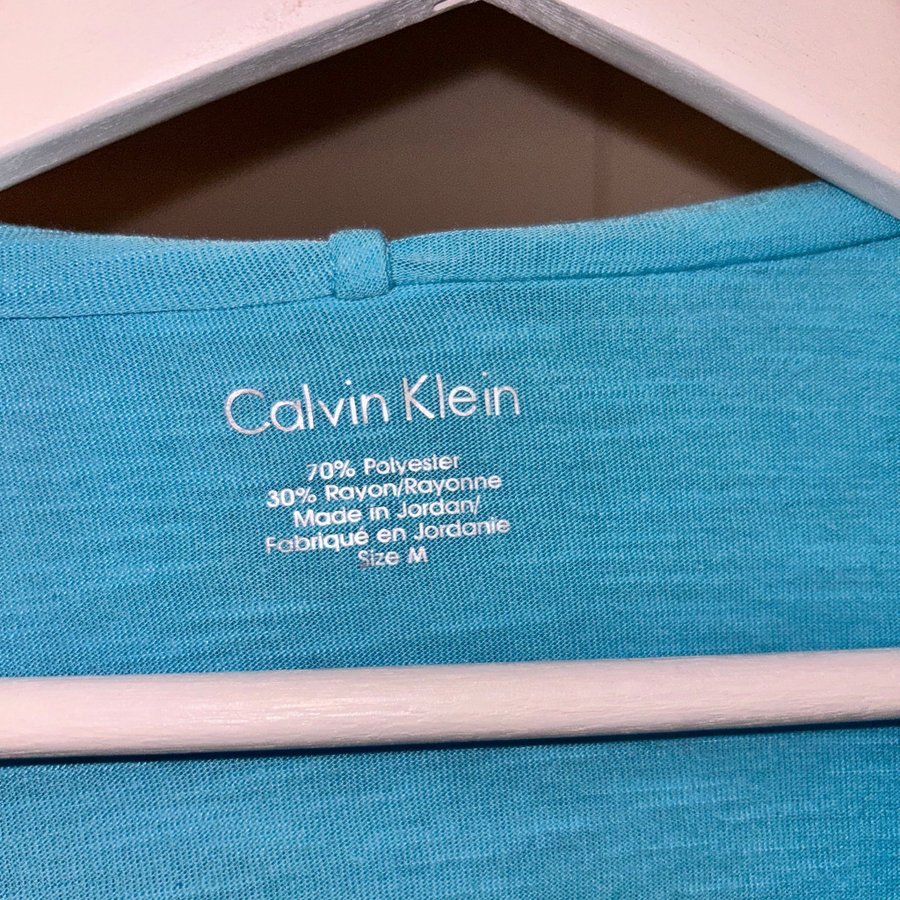 Calvin Klein
70% Polyester
30% Rayon/Rayonne
Made in Jordan/
Fabriqué en Jordanie
Size M